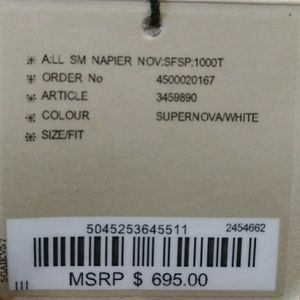 * A:LL SM NAPIER NOV:SFSP:1000T
* ORDER No 4500020167
* ARTICLE 3459890
* COLOUR SUPERNOVA/WHITE
* SIZE/FIT
5045253645511 2454662
MSRP $ 695.00